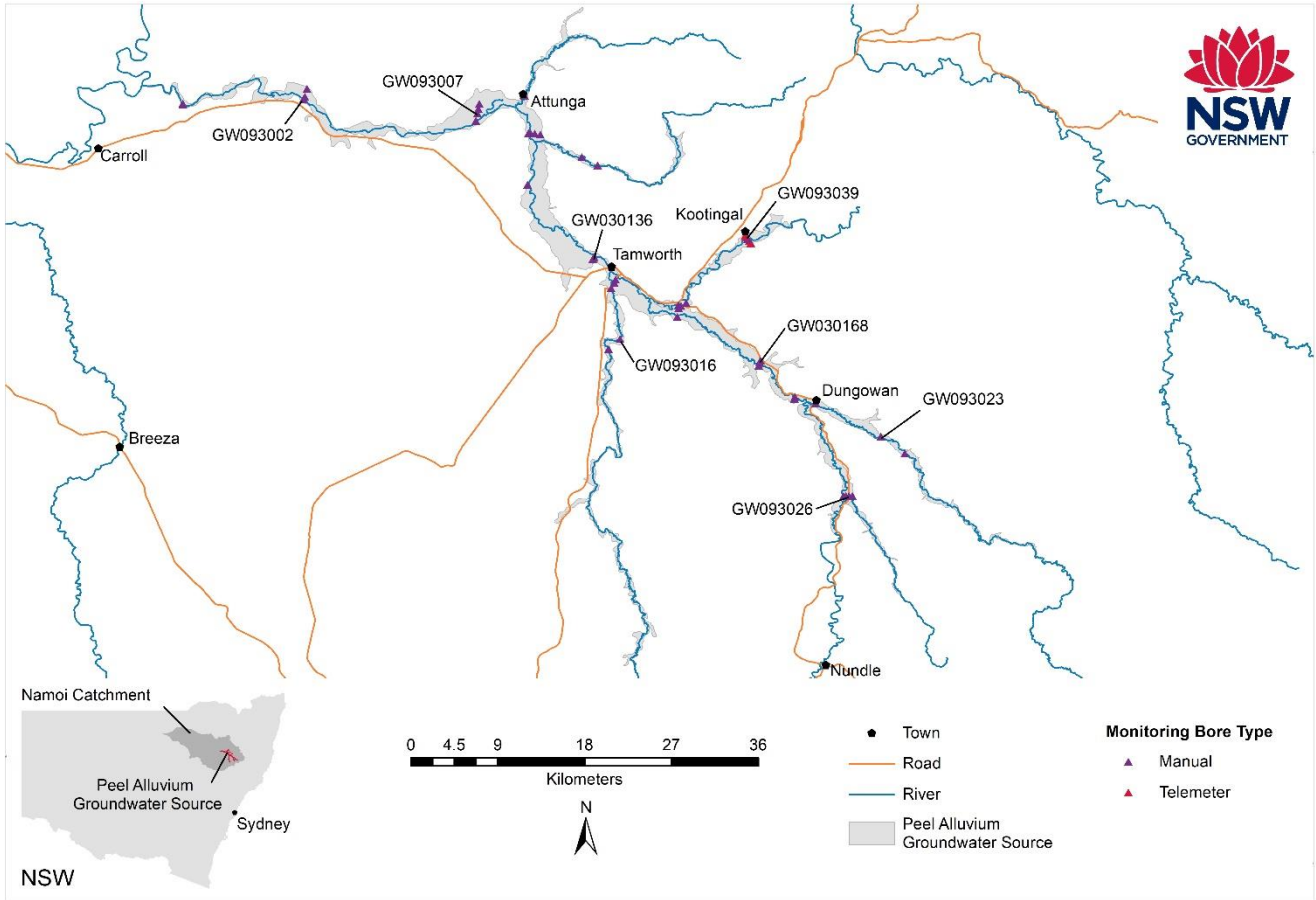 GW093007
Attunga
GW093002
Carroll
NSW
GOVERNMENT
GW093039
Kootingal
GW030136
Tamworth
GW030168
GW093016
Dungowan
GW093023
Breeza
GW093026
Nundle
Namoi Catchment
Peel Alluvium
Groundwater Source
Sydney
NSW
0 4.5 9 18 27 36
Kilometers
N
Town
Road
River
Peel Alluvium
Groundwater Source
Monitoring Bore Type
Manual
Telemeter